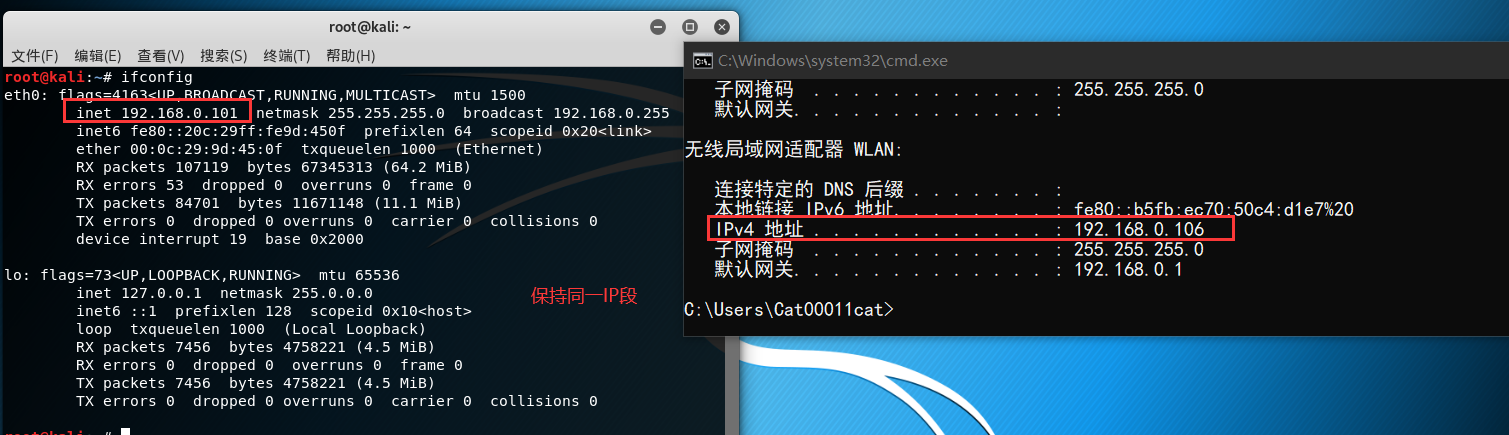 root@kali: ~
文件(F) 编辑(E) 查看(V) 搜索(S) 终端(T) 帮助(H)
root@kali:~# ifconfig
eth0: flags=4163<UP,BROADCAST,RUNNING,MULTICAST>  mtu 1500
        inet 192.168.0.101  netmask 255.255.255.0  broadcast 192.168.0.255
        inet6 fe80::20c:29ff:fe9d:450f  prefixlen 64  scopeid 0x20<link>
        ether 00:0c:29:9d:45:0f  txqueuelen 1000  (Ethernet)
        RX packets 107119  bytes 67345313 (64.2 MiB)
        RX errors 53  dropped 0  overruns 0  frame 0
        TX packets 84701  bytes 11671148 (11.1 MiB)
        TX errors 0  dropped 0 overruns 0  carrier 0  collisions 0
        device interrupt 19  base 0x2000
lo: flags=73<UP,LOOPBACK,RUNNING>  mtu 65536
        inet 127.0.0.1  netmask 255.0.0.0
        inet6 ::1  prefixlen 128  scopeid 0x10<host>
        loop  txqueuelen 1000  (Local Loopback)
        RX packets 7456  bytes 4758221 (4.5 MiB)
        RX errors 0  dropped 0  overruns 0  frame 0
        TX packets 7456  bytes 4758221 (4.5 MiB)
        TX errors 0  dropped 0 overruns 0  carrier 0  collisions 0
root@kali:~#
保持同一IP段
C:\Windows\system32\cmd.exe
子网掩码 . . . . . . . . . . . . : 255.255.255.0
默认网关. . . . . . . . . . . . . :
无线局域网适配器 WLAN:
连接特定的 DNS 后缀 . . . . . . . :
本地链接 IPv6 地址. . . . . . . . : fe80::b5fb:ec70:50c4:d1e7%20
IPv4 地址 . . . . . . . . . . . . : 192.168.0.106
子网掩码 . . . . . . . . . . . . : 255.255.255.0
默认网关. . . . . . . . . . . . . : 192.168.0.1
C:\Users\Cat00011cat>